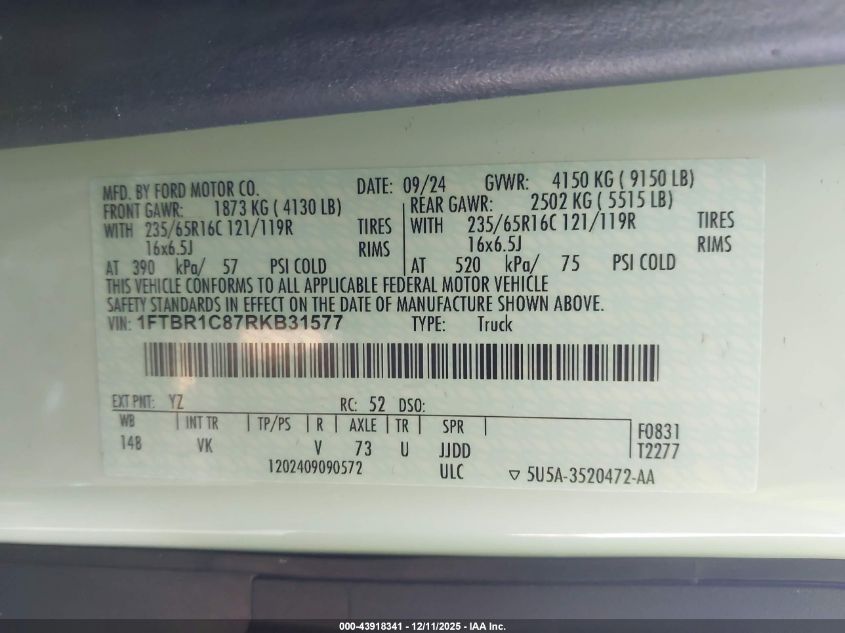 MFD. BY FORD MOTOR CO. DATE: 09/24 GVWR: 4150 KG ( 9150 LB)
FRONT GAWR: 1873 KG ( 4130 LB) REAR GAWR: 2502 KG ( 5515 LB)
WITH 235/65R16C 121/119R TIRES WITH 235/65R16C 121/119R TIRES
16x6.5J RIMS 16x6.5J RIMS
AT 390 kPa/ 57 PSI COLD AT 520 kPa/ 75 PSI COLD
THIS VEHICLE CONFORMS TO ALL APPLICABLE FEDERAL MOTOR VEHICLE
SAFETY STANDARDS IN EFFECT ON THE DATE OF MANUFACTURE SHOWN ABOVE.
VIN: 1FTBR1C87RKB31577 TYPE: Truck
EXT PNT: YZ RC: 52 DSO:
WB INT TR TP/PS R AXLE TR SPR F0831
148 VK V 73 U JJDD T2277
1202409090572 ULC 5U5A-3520472-AA
000-43918341 / 12/11/2025 - IAA Inc.